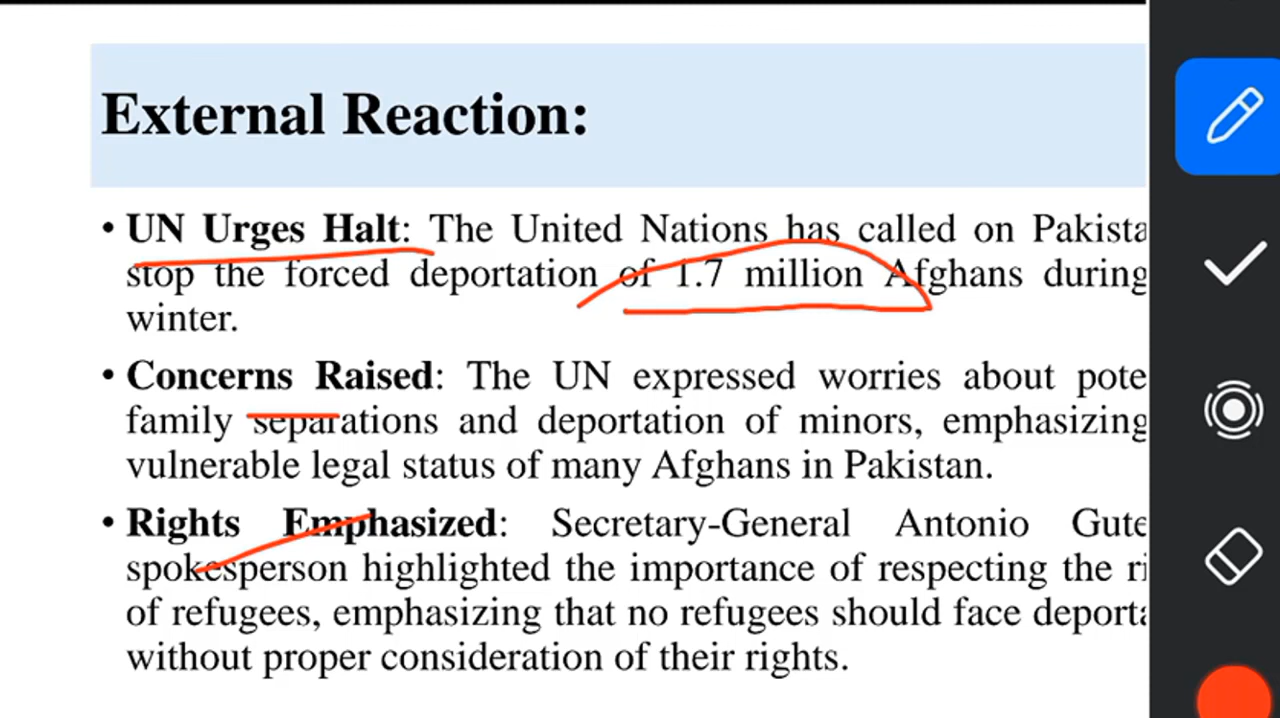 External Reaction:
• UN Urges Halt: The United Nations has called on Pakista
stop the forced deportation of 1.7 million Afghans during
winter.
• Concerns Raised: The UN expressed worries about pote
family separations and deportation of minors, emphasizing
vulnerable legal status of many Afghans in Pakistan.
• Rights Emphasized: Secretary-General Antonio Gute
spokesperson highlighted the importance of respecting the ri
of refugees, emphasizing that no refugees should face deporta
without proper consideration of their rights.